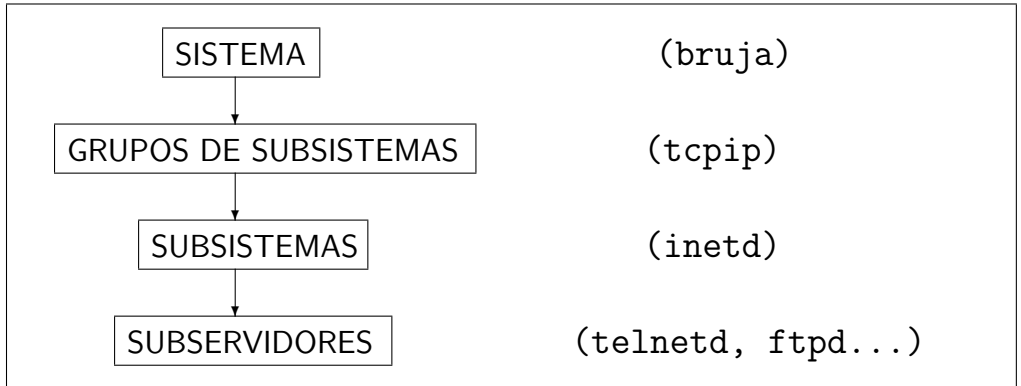 SISTEMA (bruja)
GRUPOS DE SUBSISTEMAS (tcpip)
SUBSISTEMAS (inetd)
SUBSERVIDORES (telnetd, ftpd...)